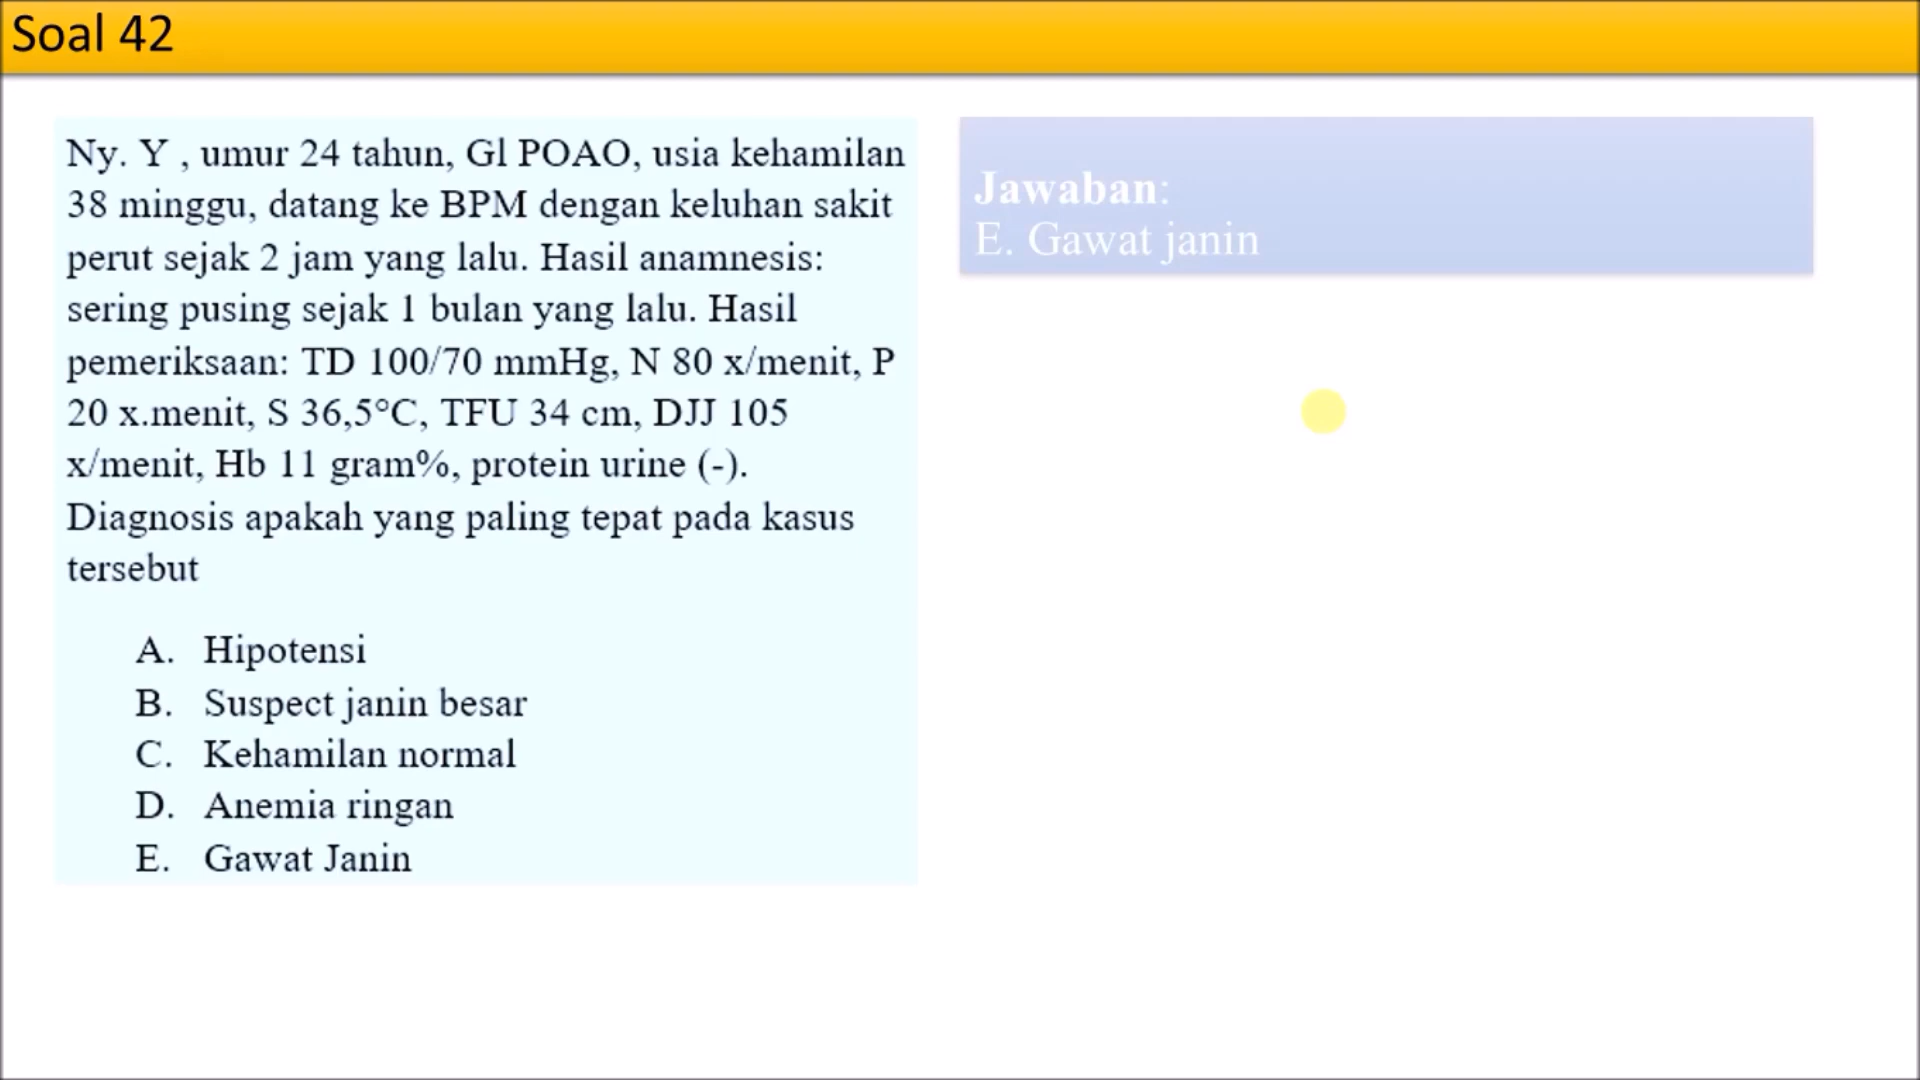 Soal 42
Ny. Y , umur 24 tahun, Gl POAO, usia kehamilan
38 minggu, datang ke BPM dengan keluhan sakit
perut sejak 2 jam yang lalu. Hasil anamnesis:
sering pusing sejak 1 bulan yang lalu. Hasil
pemeriksaan: TD 100/70 mmHg, N 80 x/menit, P
20 x.menit, S 36,5°C, TFU 34 cm, DJJ 105
x/menit, Hb 11 gram%, protein urine (-).
Diagnosis apakah yang paling tepat pada kasus
tersebut
A. Hipotensi
B. Suspect janin besar
C. Kehamilan normal
D. Anemia ringan
E. Gawat Janin
Jawaban:
E. Gawat janin